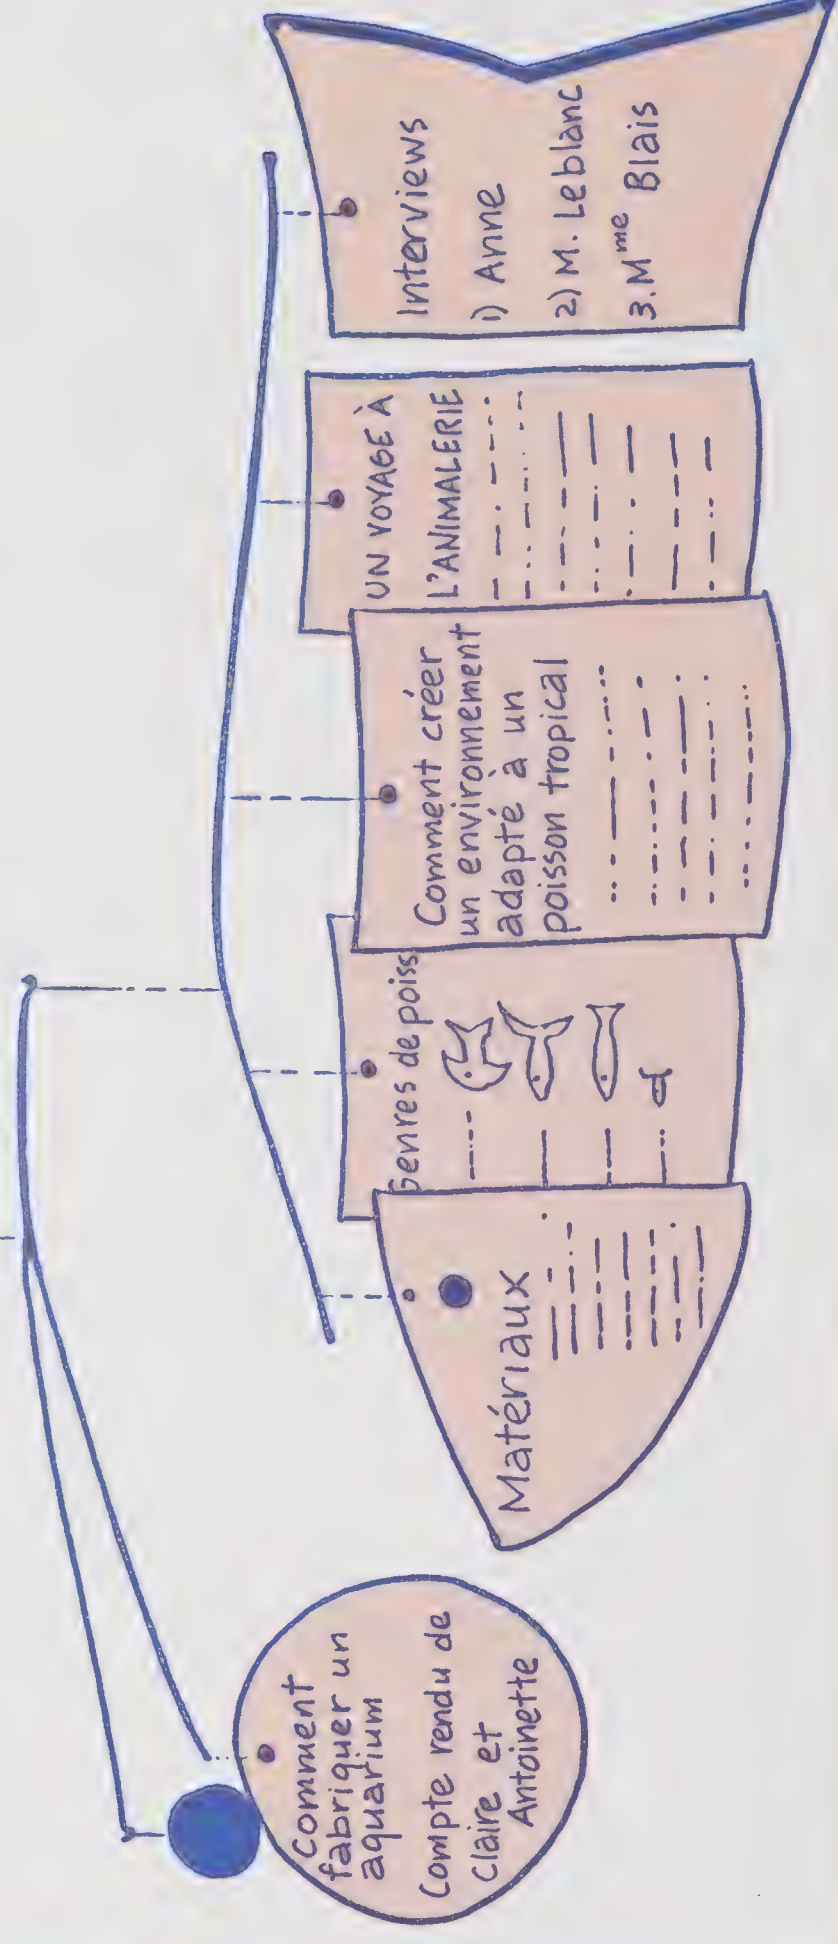 Comment
fabriquer un
aquarium
Compte rendu de
Claire et
Antoinette
Matériaux
Genres de poiss
Comment créer
un environnement
adapté à un
poisson tropical
UN VOYAGE À
L'ANIMALERIE
Interviews
1) Anne
2) M. Leblanc
3. Mme Blais